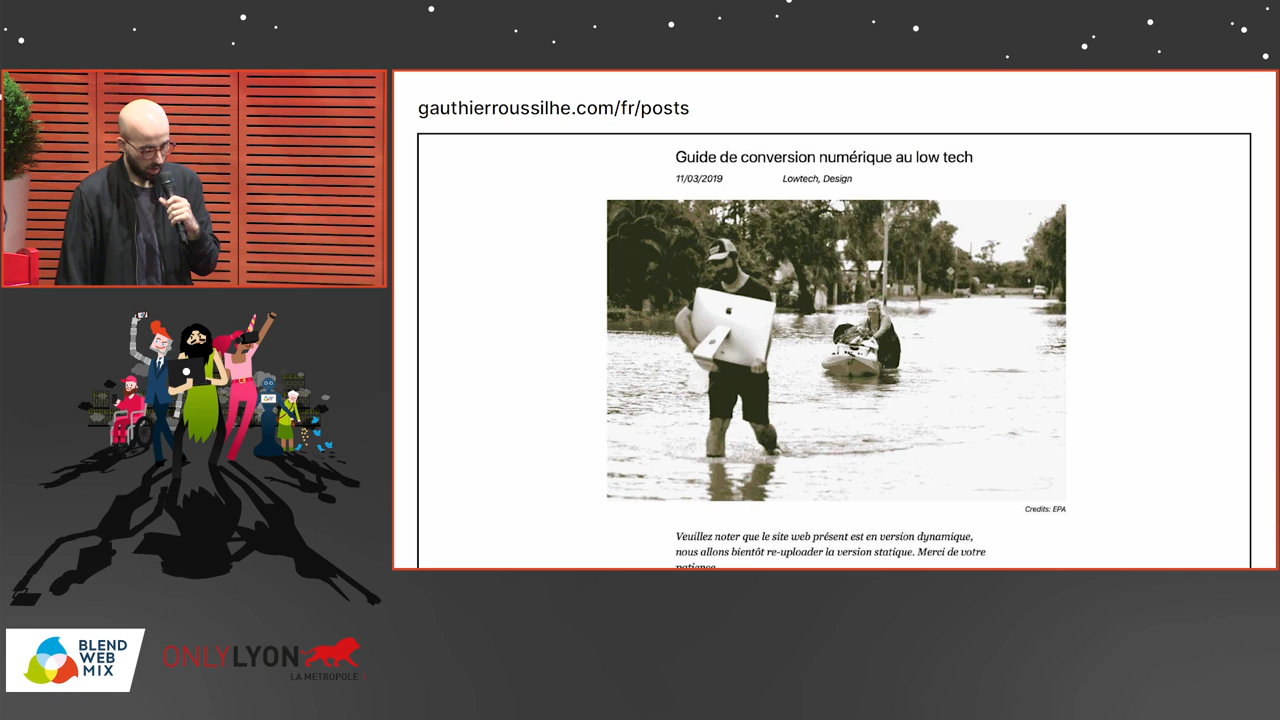 gauthierroussilhe.com/fr/posts
Guide de conversion numérique au low tech
11/03/2019 Lowtech, Design
Credits: EPA
Veuillez noter que le site web présent est en version dynamique,
nous allons bientôt re-uploader la version statique. Merci de votre
patience.
BLEND
WEB
MIX
ONLYLYON
LA MÉTROPOLE